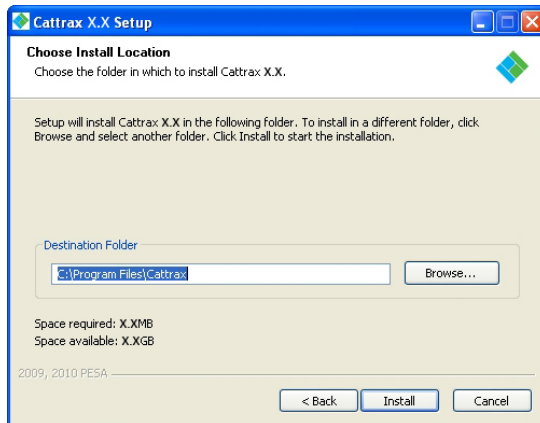 Cattrax X.X Setup
Choose Install Location
Choose the folder in which to install Cattrax X.X.
Setup will install Cattrax X.X in the following folder. To install in a different folder, click
Browse and select another folder. Click Install to start the installation.
Destination Folder
C:\Program Files\Cattrax
Browse...
Space required: X.XMB
Space available: X.XGB
2009, 2010 PESA
< Back
Install
Cancel